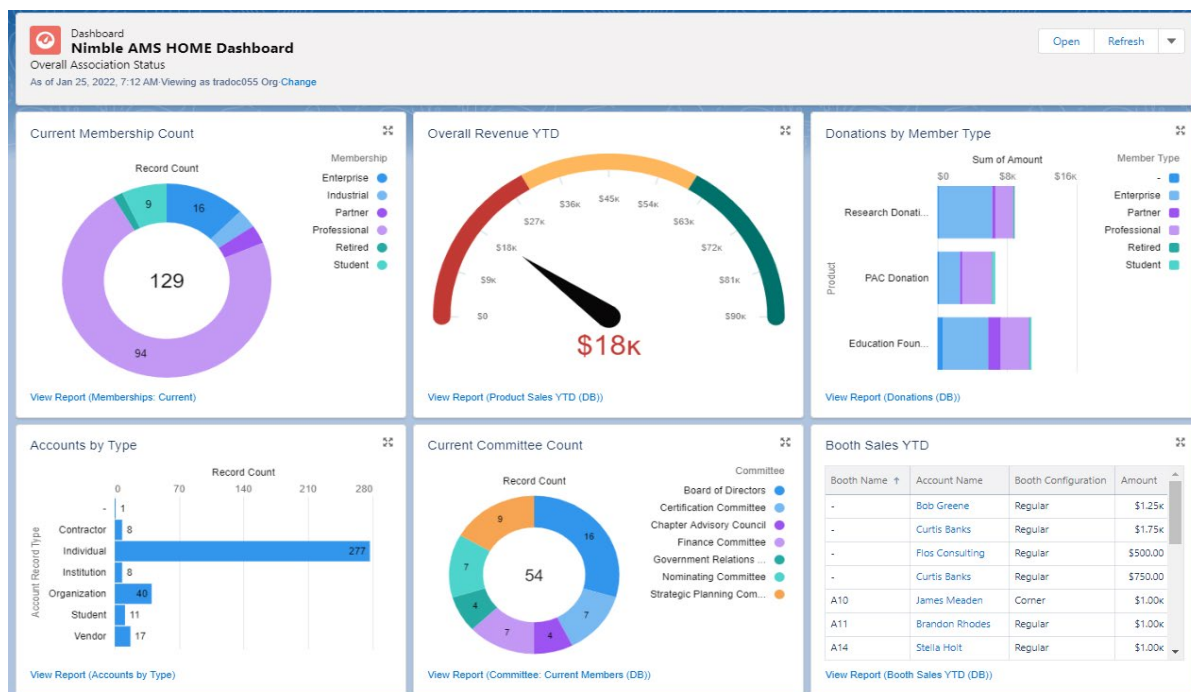 Dashboard
Nimble AMS HOME Dashboard
Overall Association Status
As of Jan 25, 2022, 7:12 AM·Viewing as tradoc055 Org·Change
Open
Refresh
Current Membership Count
Record Count
Membership
Enterprise
Industrial
Partner
Professional
Retired
Student
9
16
129
94
View Report (Memberships: Current)
Overall Revenue YTD
$0
$9K
$18K
$27K
$36K
$45K
$54K
$63K
$72K
$81K
$90K
$18K
View Report (Product Sales YTD (DB))
Donations by Member Type
Sum of Amount
$0 $8K $16K
Product
Research Donati...
PAC Donation
Education Foun...
Member Type
-
Enterprise
Partner
Professional
Retired
Student
View Report (Donations (DB))
Accounts by Type
Record Count
0 70 140 210 280
Account Record Type
- 1
Contractor 8
Individual 277
Institution 8
Organization 40
Student 11
Vendor 17
View Report (Accounts by Type)
Current Committee Count
Record Count
Committee
Board of Directors
Certification Committee
Chapter Advisory Council
Finance Committee
Government Relations ...
Nominating Committee
Strategic Planning Com...
9
16
7
54
4
7
7
4
View Report (Committee: Current Members (DB))
Booth Sales YTD
Booth Name ↑ Account Name Booth Configuration Amount
- Bob Greene Regular $1.25K
- Curtis Banks Regular $1.75K
- Flos Consulting Regular $500.00
- Curtis Banks Regular $750.00
A10 James Meaden Corner $1.00K
A11 Brandon Rhodes Regular $1.00K
A14 Stella Holt Regular $1.00K
View Report (Booth Sales YTD (DB))